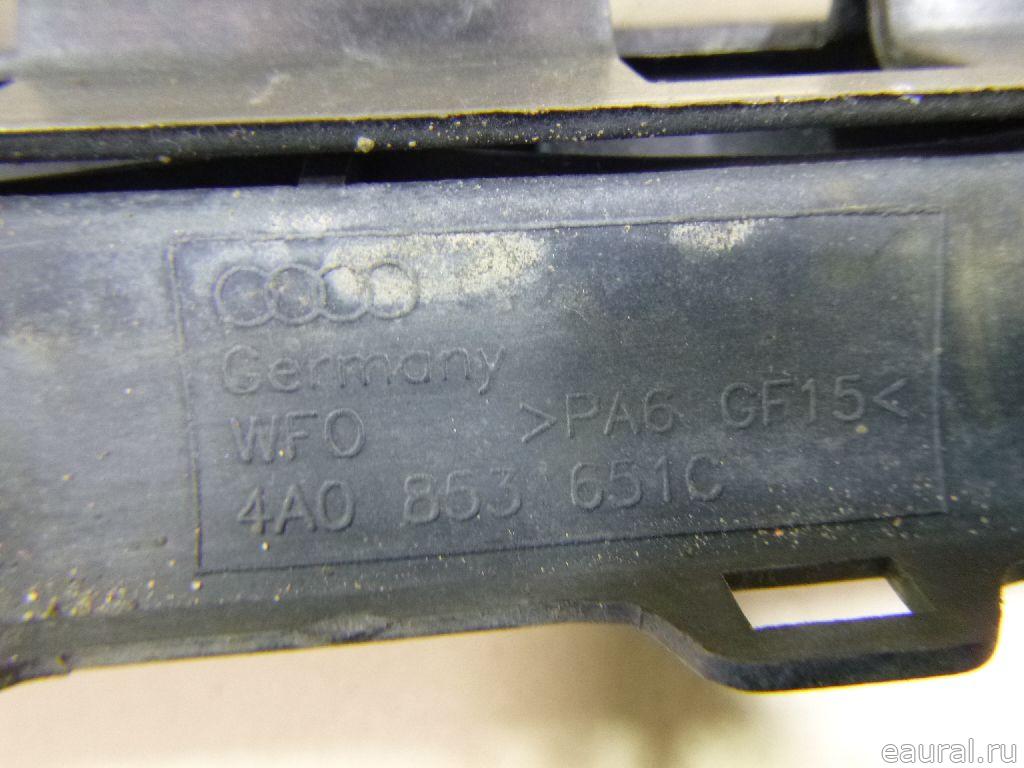 Germany
WFO >PA6 GF15<
4A0 853 651C
eaural.ru